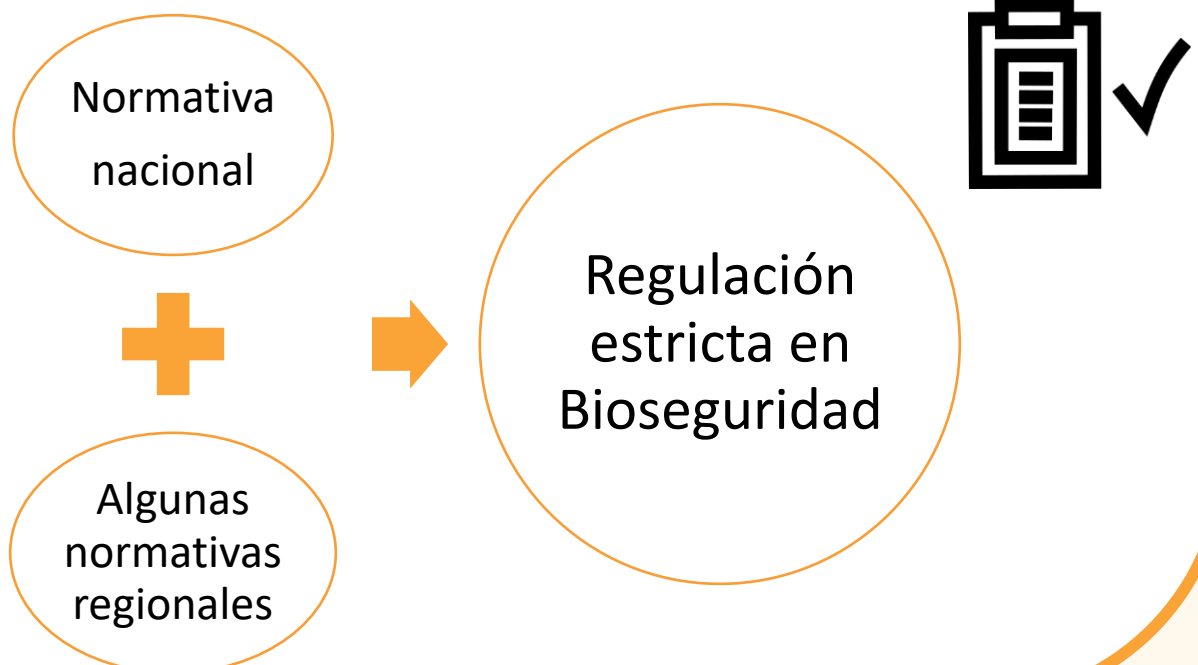 Normativa
nacional
Algunas
normativas
regionales
Regulación
estricta en
Bioseguridad